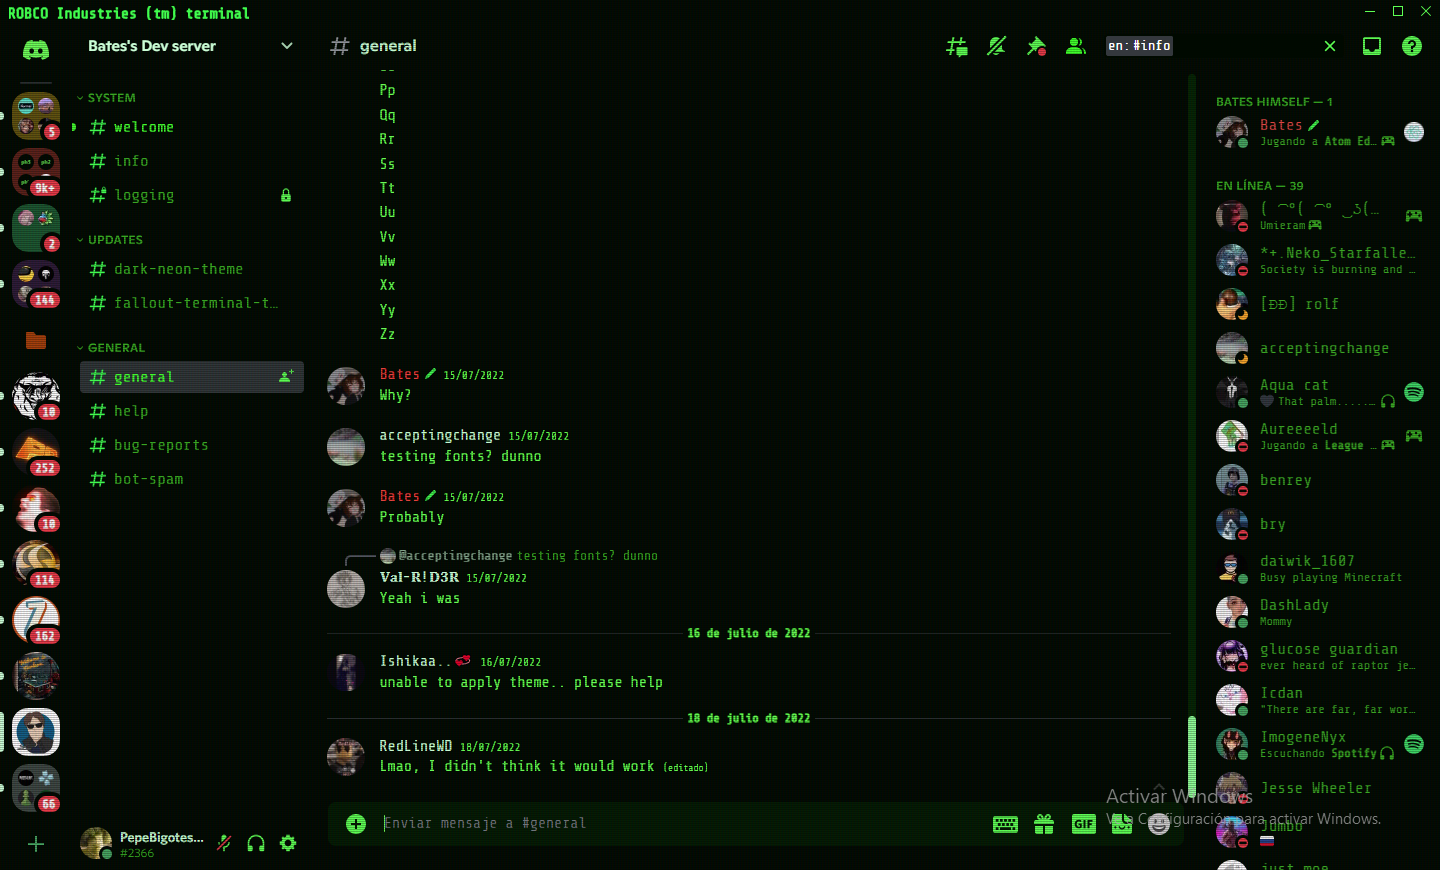 ROBCO Industries (tm) terminal
Bates's Dev server
general
en: #info
SYSTEM
welcome
info
logging
UPDATES
dark-neon-theme
fallout-terminal-t…
GENERAL
general
help
bug-reports
bot-spam
5
9k+
2
144
10
252
10
114
162
66
Pp
Qq
Rr
Ss
Tt
Uu
Vv
Ww
Xx
Yy
Zz
Bates 15/07/2022
Why?
acceptingchange 15/07/2022
testing fonts? dunno
Bates 15/07/2022
Probably
@acceptingchange testing fonts? dunno
Val-R!D3R 15/07/2022
Yeah i was
16 de julio de 2022
Ishikaa.. 16/07/2022
unable to apply theme.. please help
18 de julio de 2022
RedLineWD 18/07/2022
Lmao, I didn't think it would work (editado)
Enviar mensaje a #general
GIF
PepeBigotes...
#2366
BATES HIMSELF — 1
Bates
Jugando a Atom Ed…
EN LÍNEA — 39
( ͡°( ͡° ͜ʖ(…
Umieram
*+.Neko_Starfalle…
Society is burning and …
[ĐĐ] rolf
acceptingchange
Aqua cat
That palm......…
Aureeeeld
Jugando a League …
benrey
bry
daiwik_1607
Busy playing Minecraft
DashLady
Mommy
glucose guardian
ever heard of raptor je…
Icdan
"There are far, far wor…
ImogeneNyx
Escuchando Spotify
Jesse Wheeler
Jumbo
just moe
Activar Windows
Ve a Configuración para activar Windows.